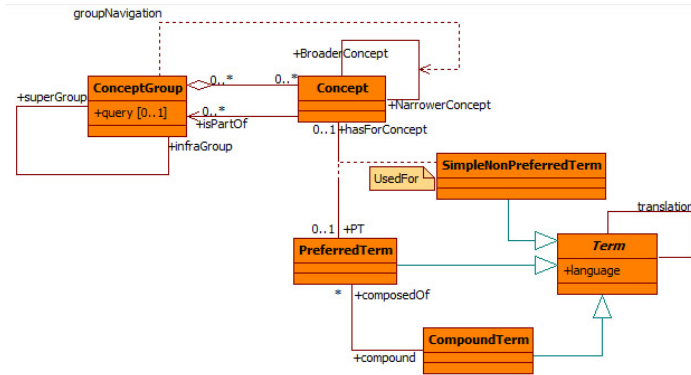 groupNavigation
+BroaderConcept
ConceptGroup
0..*
0..*
Concept
+superGroup
+query [0..1]
0..*
+NarrowerConcept
+isPartOf
0..1
+hasForConcept
+infraGroup
SimpleNonPreferredTerm
UsedFor
translation
0..1
+PT
Term
PreferredTerm
+language
*
+composedOf
CompoundTerm
+compound